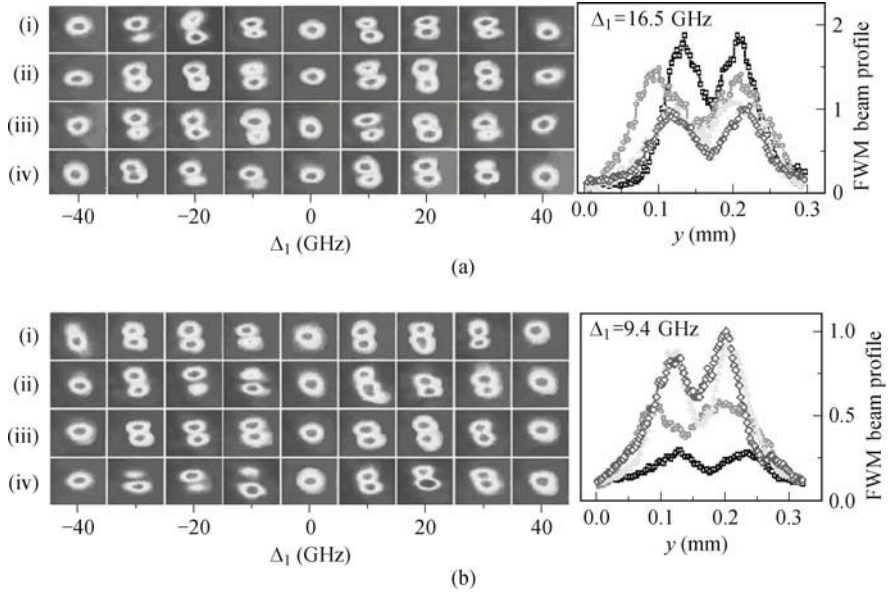 (i)
(ii)
(iii)
(iv)
−40 −20 0 20 40
Δ₁ (GHz)
Δ₁=16.5 GHz
2
1
0
FWM beam profile
0.0 0.1 0.2 0.3
y (mm)
(a)
(i)
(ii)
(iii)
(iv)
−40 −20 0 20 40
Δ₁ (GHz)
Δ₁=9.4 GHz
1.0
0.5
0.0
FWM beam profile
0.0 0.1 0.2 0.3
y (mm)
(b)